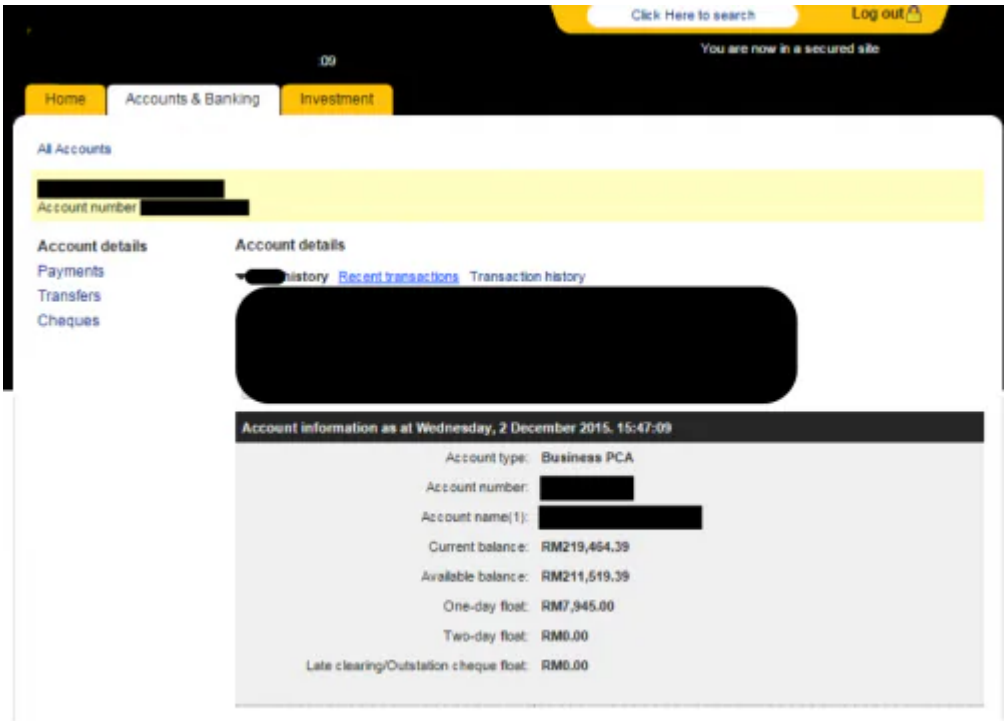 Click Here to search
Log out
You are now in a secured site
:09
Home Accounts & Banking Investment
All Accounts
Account number
Account details
Payments
Transfers
Cheques
Account details
history Recent transactions Transaction history
Account information as at Wednesday, 2 December 2015. 15:47:09
Account type: Business PCA
Account number:
Account name(1):
Current balance: RM219,464.39
Available balance: RM211,519.39
One-day float: RM7,945.00
Two-day float: RM0.00
Late clearing/Outstation cheque float: RM0.00